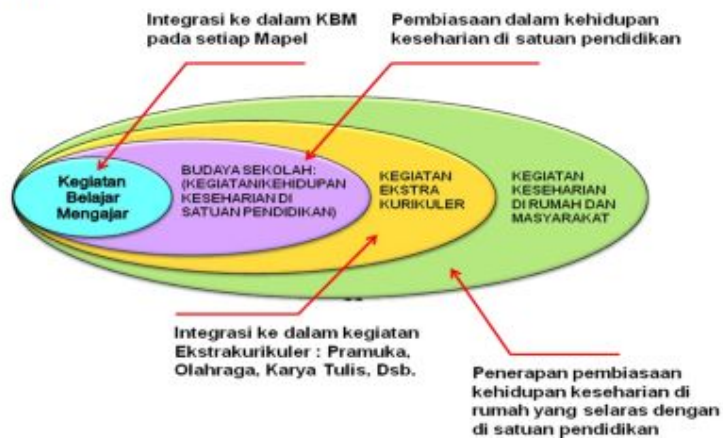 Integrasi ke dalam KBM
pada setiap Mapel
Pembiasaan dalam kehidupan
keseharian di satuan pendidikan
Kegiatan
Belajar
Mengajar
BUDAYA SEKOLAH:
(KEGIATAN/KEHIDUPAN
KESEHARIAN DI
SATUAN PENDIDIKAN)
KEGIATAN
EKSTRA
KURIKULER
KEGIATAN
KESEHARIAN
DI RUMAH DAN
MASYARAKAT
Integrasi ke dalam kegiatan
Ekstrakurikuler : Pramuka,
Olahraga, Karya Tulis, Dsb.
Penerapan pembiasaan
kehidupan keseharian di
rumah yang selaras dengan
di satuan pendidikan